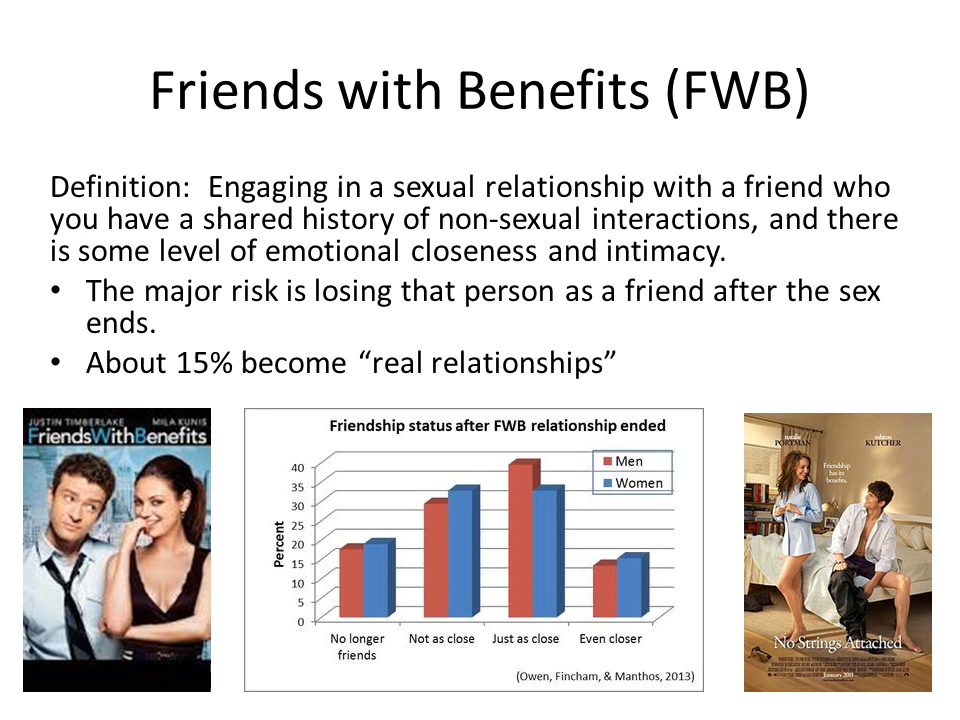 Friends with Benefits (FWB)
Definition:  Engaging in a sexual relationship with a friend who
you have a shared history of non-sexual interactions, and there
is some level of emotional closeness and intimacy.
• The major risk is losing that person as a friend after the sex
ends.
• About 15% become “real relationships”
JUSTIN TIMBERLAKE MILA KUNIS
FriendsWithBenefits
Friendship status after FWB relationship ended
Men
Women
Percent
40
35
30
25
20
15
10
5
0
No longer
friends
Not as close
Just as close
Even closer
(Owen, Fincham, & Manthos, 2013)
natalie
PORTMAN
ashton
KUTCHER
Friendship
has its
benefits.
No Strings Attached
January 2011